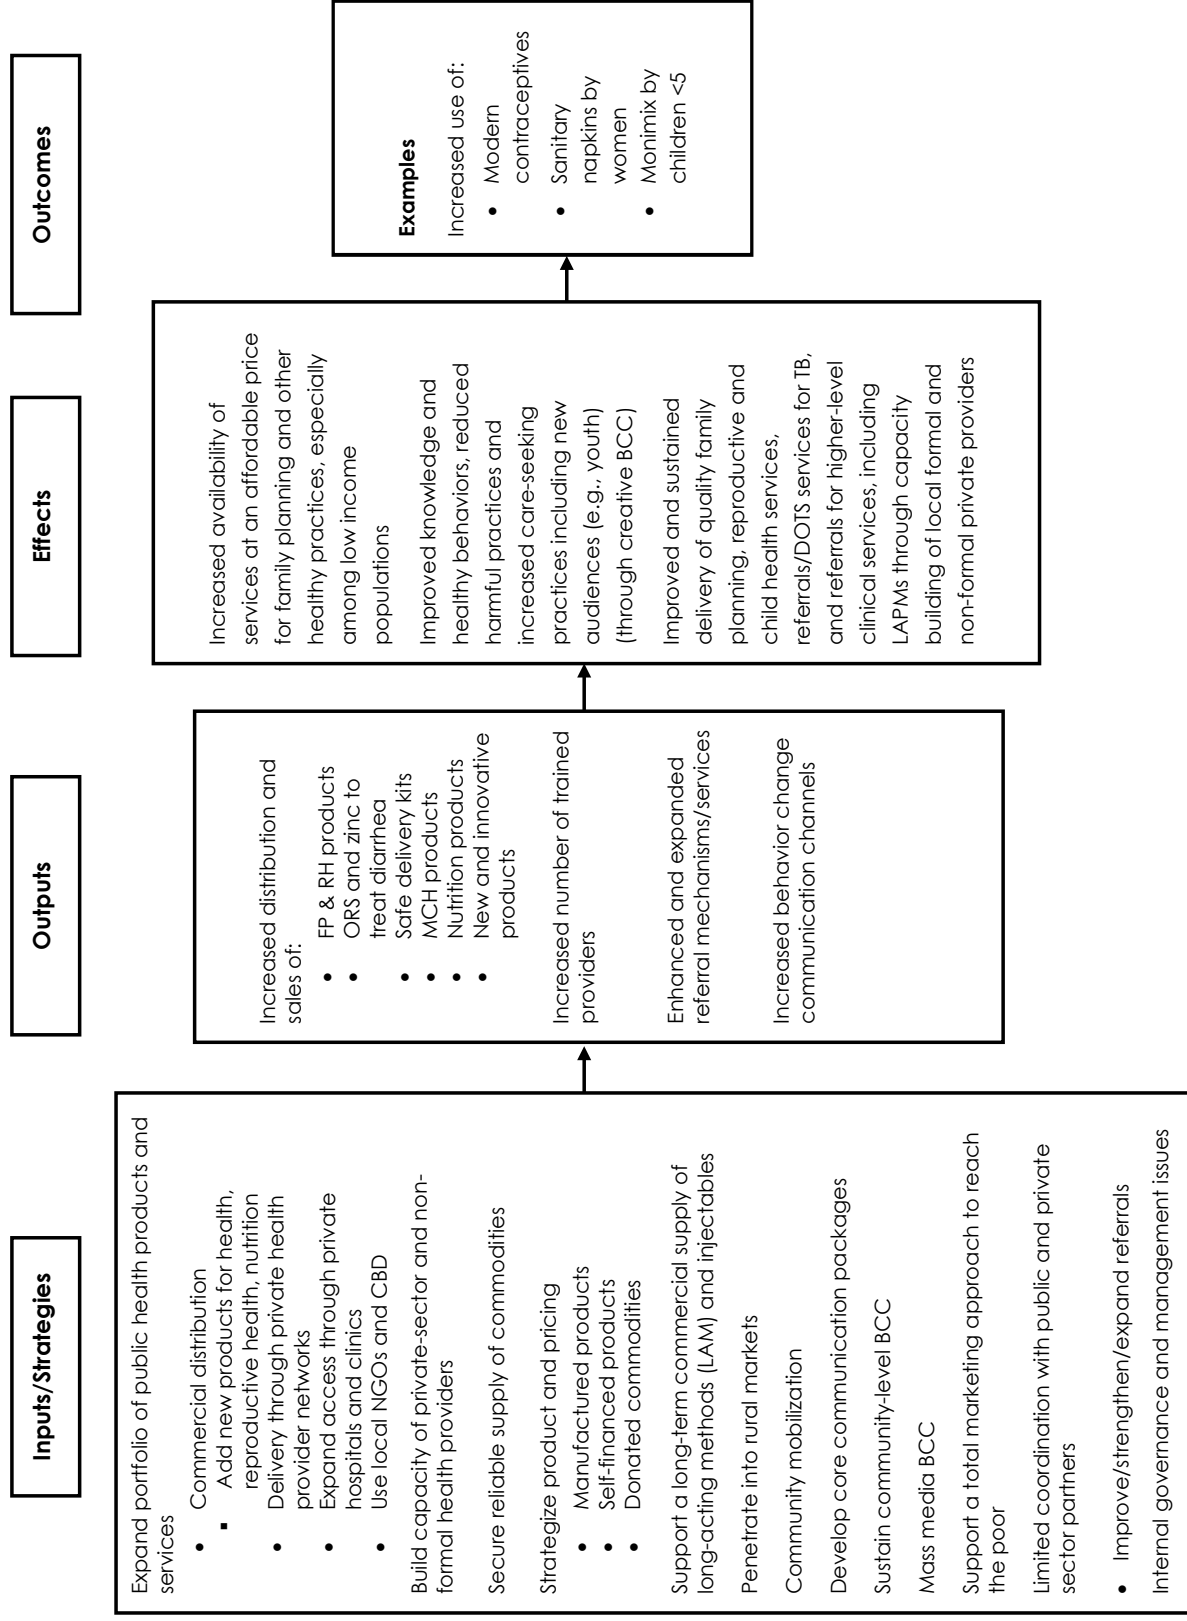 Inputs/Strategies
Expand portfolio of public health products and
services
• Commercial distribution
▪ Add new products for health,
reproductive health, nutrition
• Delivery through private health
provider networks
• Expand access through private
hospitals and clinics
• Use local NGOs and CBD
Build capacity of private-sector and non-
formal health providers
Secure reliable supply of commodities
Strategize product and pricing
• Manufactured products
• Self-financed products
• Donated commodities
Support a long-term commercial supply of
long-acting methods (LAM) and injectables
Penetrate into rural markets
Community mobilization
Develop core communication packages
Sustain community-level BCC
Mass media BCC
Support a total marketing approach to reach
the poor
Limited coordination with public and private
sector partners
• Improve/strengthen/expand referrals
Internal governance and management issues
Outputs
Increased distribution and
sales of:
• FP & RH products
• ORS and zinc to
treat diarrhea
• Safe delivery kits
• MCH products
• Nutrition products
• New and innovative
products
Increased number of trained
providers
Enhanced and expanded
referral mechanisms/services
Increased behavior change
communication channels
Effects
Increased availability of
services at an affordable price
for family planning and other
healthy practices, especially
among low income
populations
Improved knowledge and
healthy behaviors, reduced
harmful practices and
increased care-seeking
practices including new
audiences (e.g., youth)
(through creative BCC)
Improved and sustained
delivery of quality family
planning, reproductive and
child health services,
referrals/DOTS services for TB,
and referrals for higher-level
clinical services, including
LAPMs through capacity
building of local formal and
non-formal private providers
Outcomes
Examples
Increased use of:
• Modern
contraceptives
• Sanitary
napkins by
women
• Monimix by
children <5